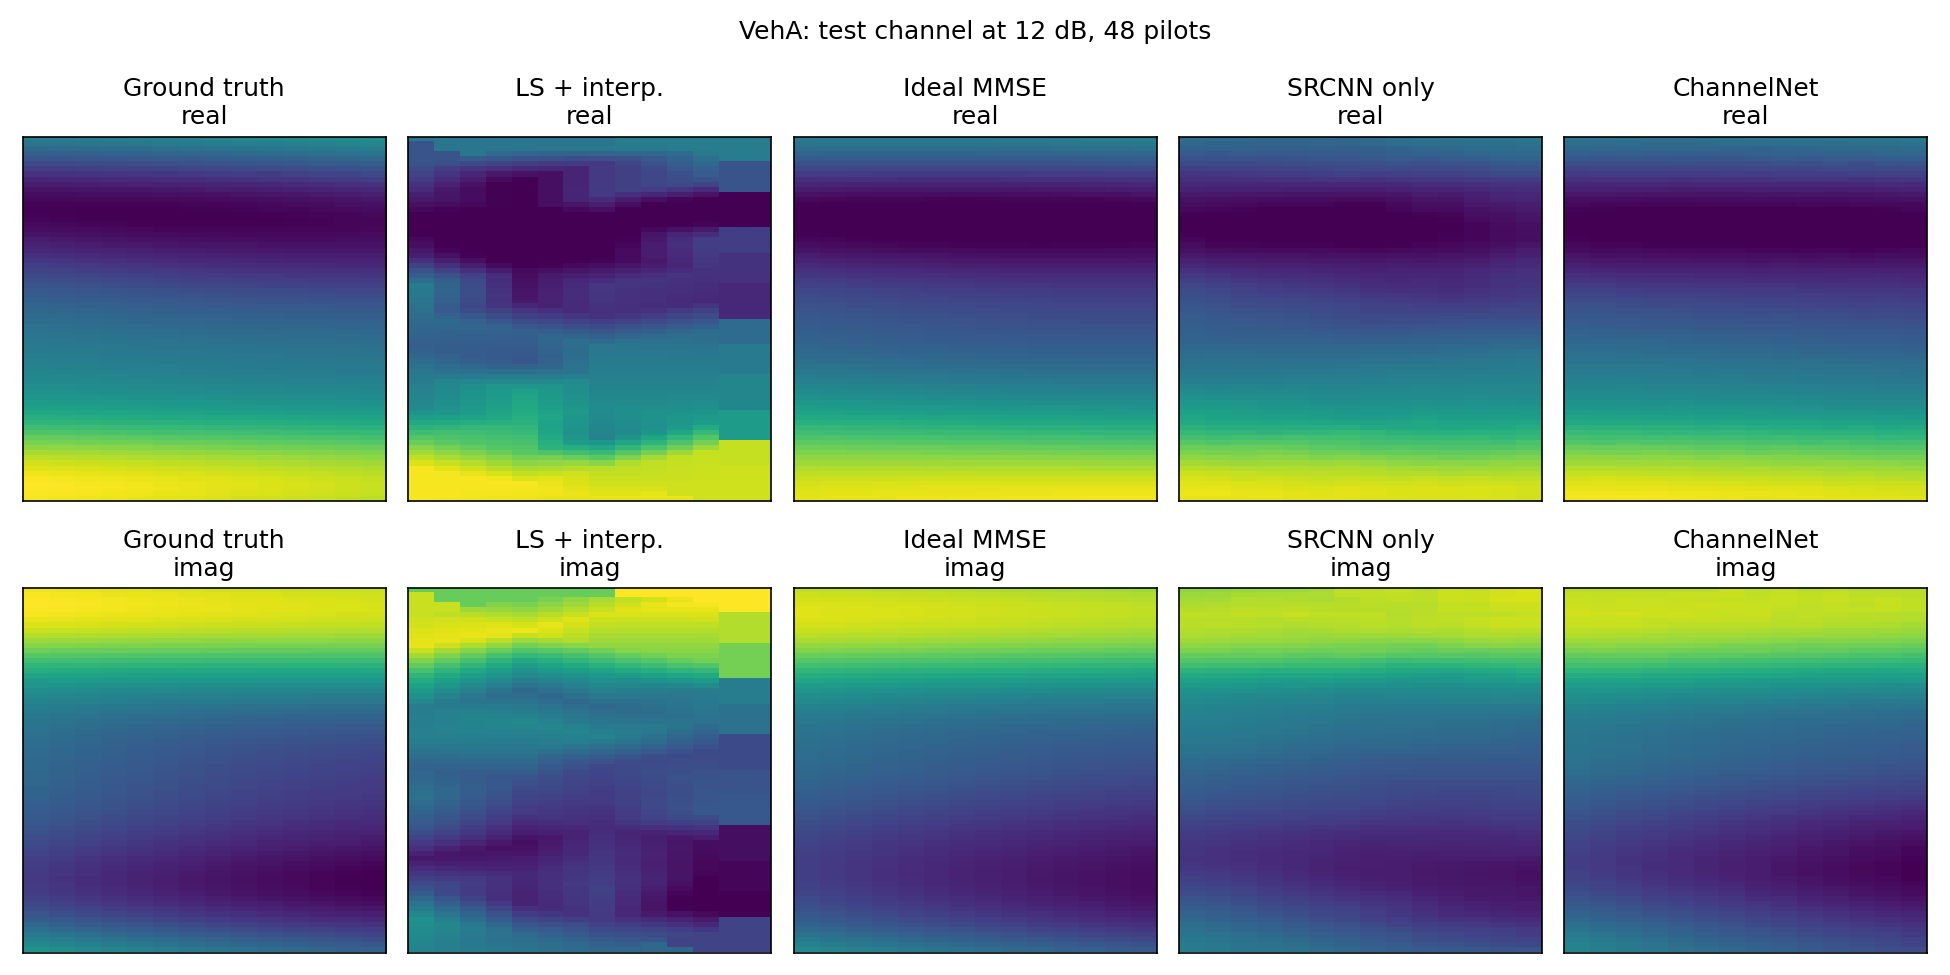 VehA: test channel at 12 dB, 48 pilots
Ground truth
real
LS + interp.
real
Ideal MMSE
real
SRCNN only
real
ChannelNet
real
Ground truth
imag
LS + interp.
imag
Ideal MMSE
imag
SRCNN only
imag
ChannelNet
imag